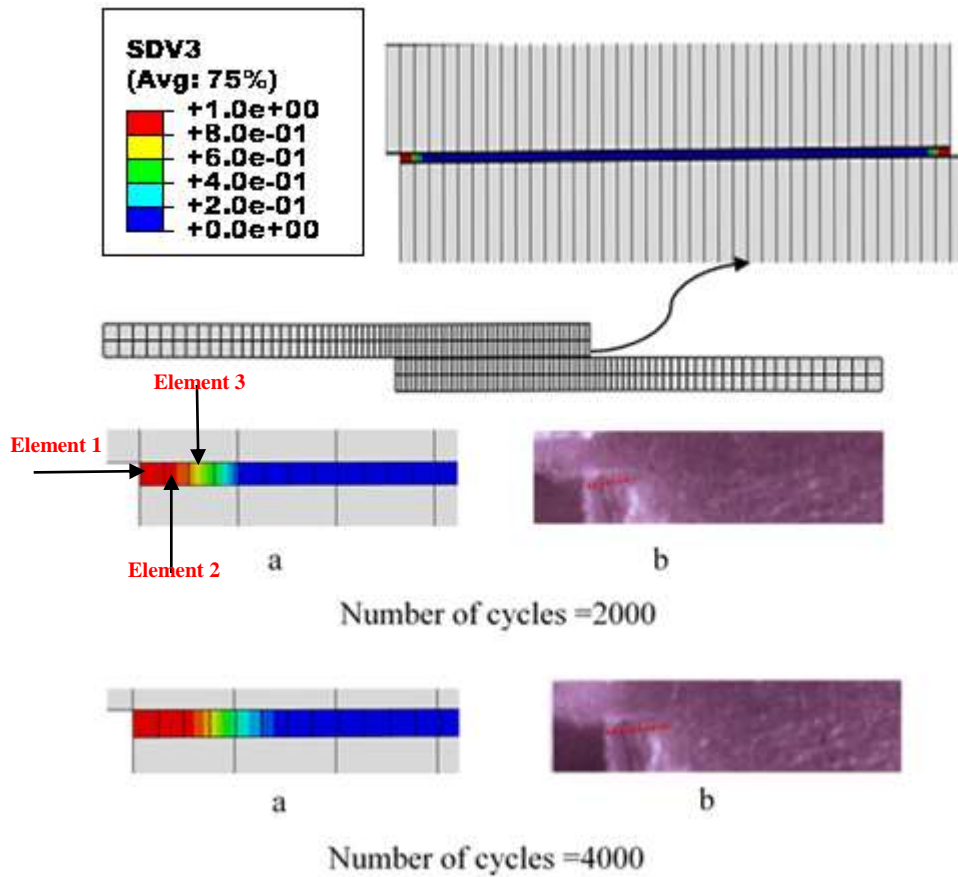 SDV3
(Avg: 75%)
+1.0e+00
+8.0e-01
+6.0e-01
+4.0e-01
+2.0e-01
+0.0e+00
Element 3
Element 1
Element 2
a
b
Number of cycles =2000
a
b
Number of cycles =4000